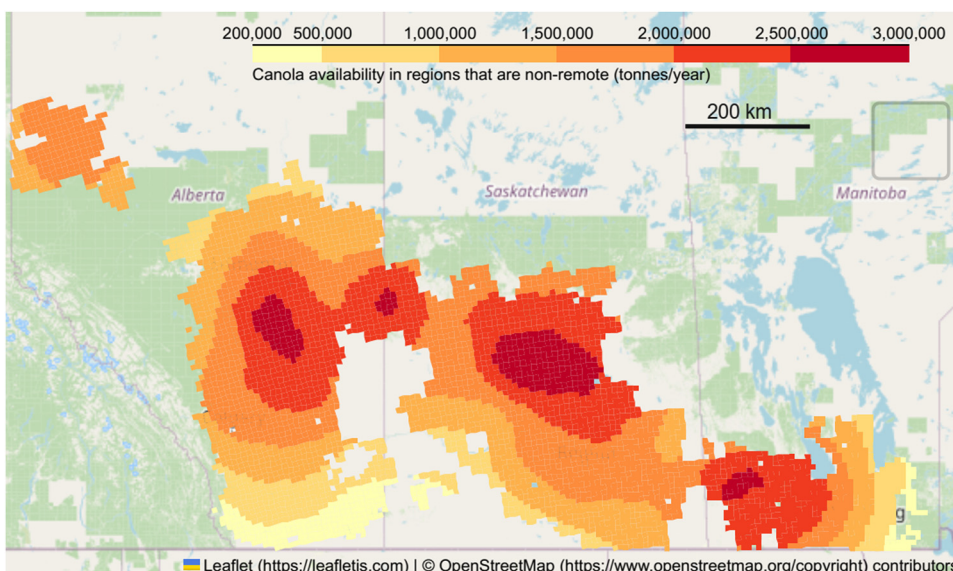 200,000 500,000 1,000,000 1,500,000 2,000,000 2,500,000 3,000,000
Canola availability in regions that are non-remote (tonnes/year)
200 km
Alberta
Saskatchewan
Manitoba
g
Leaflet (https://leafletjs.com) | © OpenStreetMap (https://www.openstreetmap.org/copyright) contributors